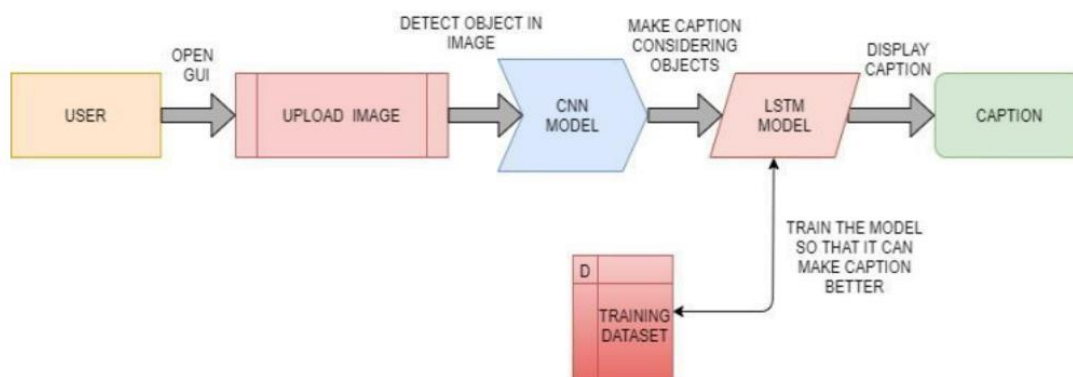 USER
OPEN
GUI
UPLOAD IMAGE
DETECT OBJECT IN
IMAGE
CNN
MODEL
MAKE CAPTION
CONSIDERING
OBJECTS
LSTM
MODEL
DISPLAY
CAPTION
CAPTION
TRAIN THE MODEL
SO THAT IT CAN
MAKE CAPTION
BETTER
D
TRAINING
DATASET